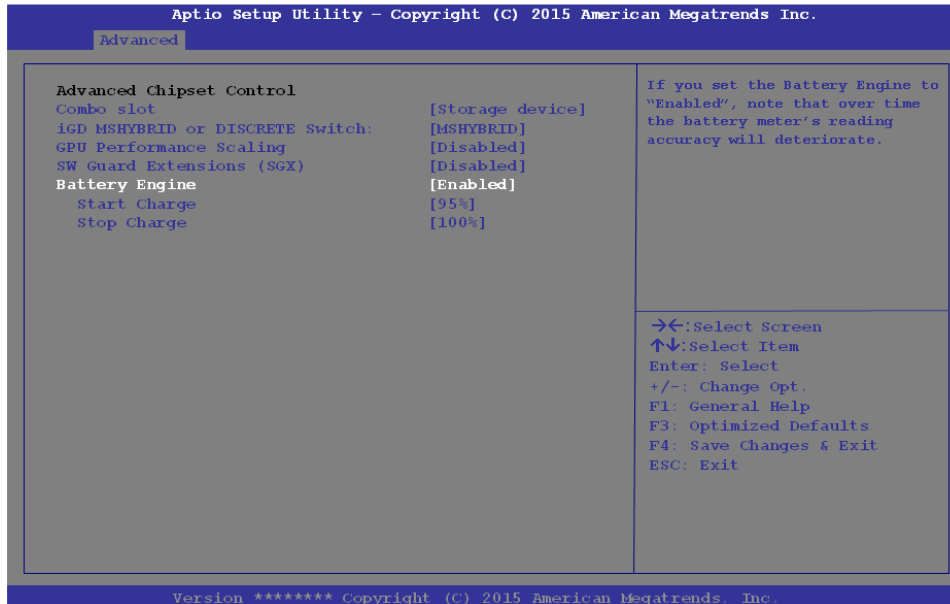 Aptio Setup Utility – Copyright (C) 2015 American Megatrends Inc.
Advanced
Advanced Chipset Control
Combo slot [Storage device]
iGD MSHYBRID or DISCRETE Switch: [MSHYBRID]
GPU Performance Scaling [Disabled]
SW Guard Extensions (SGX) [Disabled]
Battery Engine [Enabled]
Start Charge [95%]
Stop Charge [100%]
If you set the Battery Engine to
“Enabled”, note that over time
the battery meter's reading
accuracy will deteriorate.
→←:Select Screen
↑↓:Select Item
Enter: Select
+/-: Change Opt.
F1: General Help
F3: Optimized Defaults
F4: Save Changes & Exit
ESC: Exit
Version ******** Copyright (C) 2015 American Megatrends. Inc.